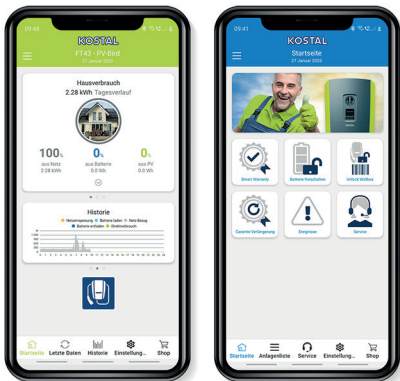 09:46
KOSTAL
FT43 - PV-Bird
27 Januar 2023
Hausverbrauch
2.28 kWh Tagesverlauf
100%
aus Netz
2.28 kWh
0%
aus Batterie
0.0 Wh
0%
aus PV
0.0 Wh
Historie
Netzeinspeisung Batterie laden Netz Bezug
Batterie entladen Direktverbrauch
Startseite Letzte Daten Historie Einstellung... Shop
09:41
KOSTAL
Startseite
27 Januar 2023
Smart Warranty
Batterie freischalten
Unlock Wallbox
Garantie Verlängerung
Ereignisse
Service
Startseite Anlagenliste Service Einstellung... Shop